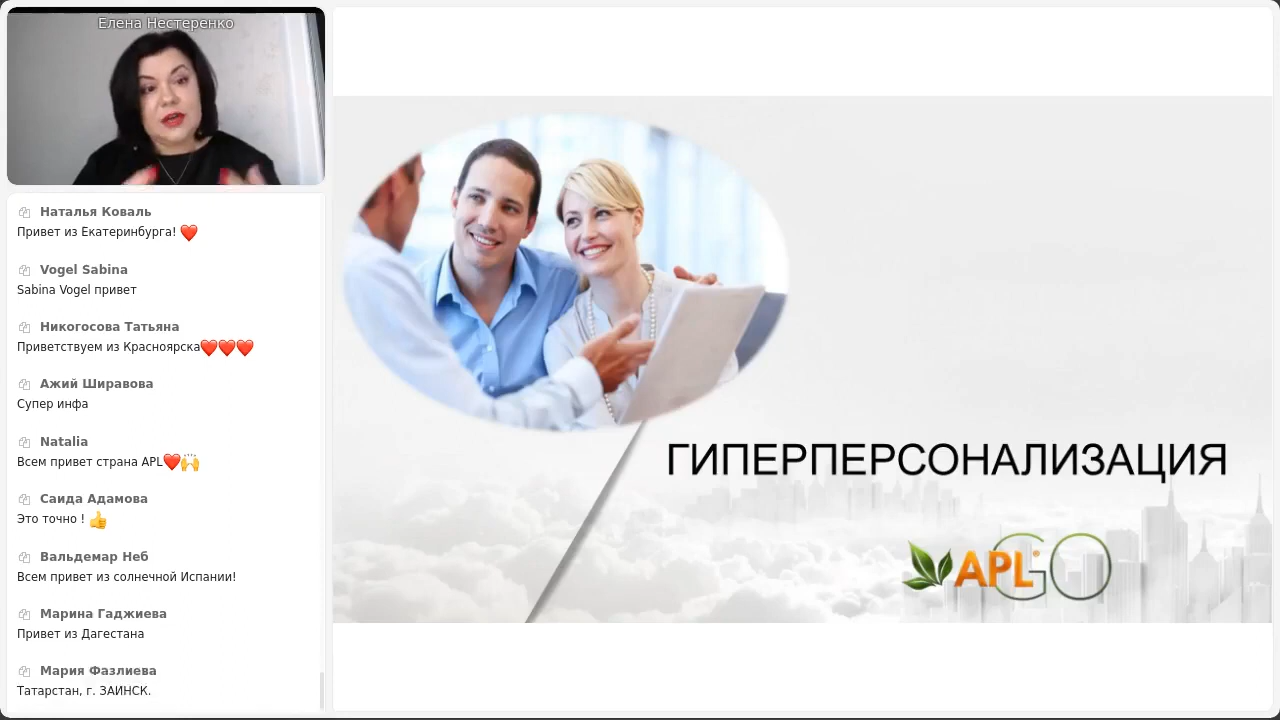 Елена Нестеренко
Наталья Коваль
Привет из Екатеринбурга! ❤️
Vogel Sabina
Sabina Vogel привет
Никогосова Татьяна
Приветствуем из Красноярска❤️❤️❤️
Ажий Ширавова
Супер инфа
Natalia
Всем привет страна APL❤️🙌
Саида Адамова
Это точно ! 👍
Вальдемар Неб
Всем привет из солнечной Испании!
Марина Гаджиева
Привет из Дагестана
Мария Фазлиева
Татарстан, г. ЗАИНСК.
ГИПЕРПЕРСОНАЛИЗАЦИЯ
APL® GO